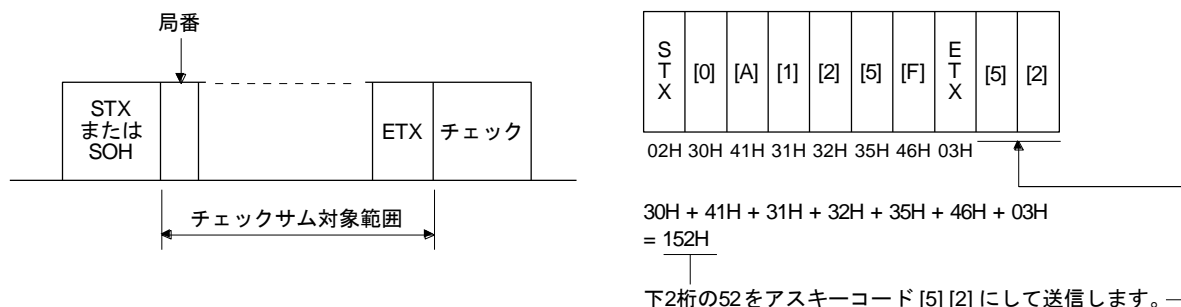 局番
STX
または
SOH
ETX
チェック
チェックサム対象範囲
STX [0] [A] [1] [2] [5] [F] ETX [5] [2]
02H 30H 41H 31H 32H 35H 46H 03H
30H + 41H + 31H + 32H + 35H + 46H + 03H
= 152H
下2桁の52をアスキーコード [5] [2] にして送信します。